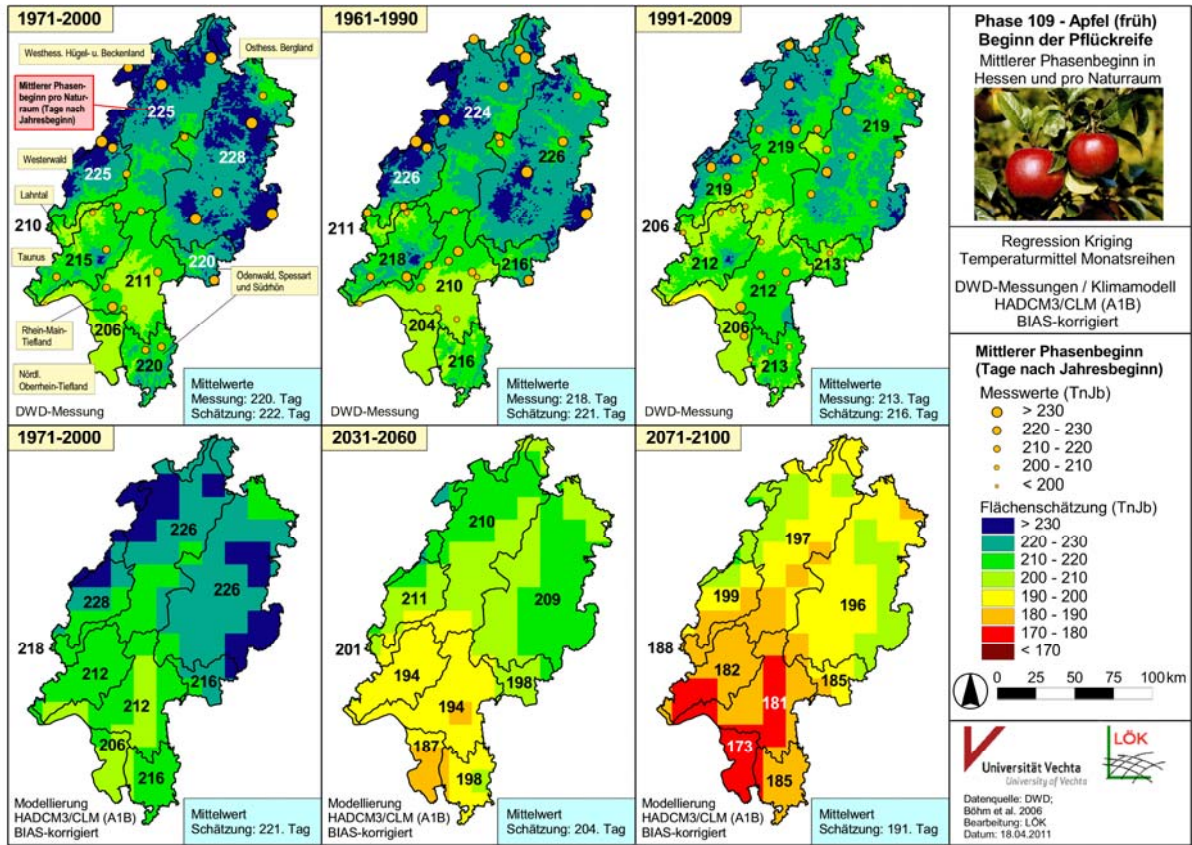 1971-2000
Westhess. Hügel- u. Beckenland
Osthess. Bergland
Mittlerer Phasen-
beginn pro Natur-
raum (Tage nach
Jahresbeginn)
225
228
Westerwald
225
Lahntal
210
215
220
Taunus
211
Odenwald, Spessart
und Südrhön
Rhein-Main-
Tiefland
206
220
Nördl.
Oberrhein-Tiefland
DWD-Messung
Mittelwerte
Messung: 220. Tag
Schätzung: 222. Tag
1961-1990
224
226
226
211
218
216
210
204
216
DWD-Messung
Mittelwerte
Messung: 218. Tag
Schätzung: 221. Tag
1991-2009
219
219
219
206
212
213
212
206
213
DWD-Messung
Mittelwerte
Messung: 213. Tag
Schätzung: 216. Tag
Phase 109 - Apfel (früh)
Beginn der Pflückreife
Mittlerer Phasenbeginn in
Hessen und pro Naturraum
Regression Kriging
Temperaturmittel Monatsreihen
DWD-Messungen / Klimamodell
HADCM3/CLM (A1B)
BIAS-korrigiert
Mittlerer Phasenbeginn
(Tage nach Jahresbeginn)
Messwerte (TnJb)
> 230
220 - 230
210 - 220
200 - 210
< 200
Flächenschätzung (TnJb)
> 230
220 - 230
210 - 220
200 - 210
190 - 200
180 - 190
170 - 180
< 170
0 25 50 75 100 km
1971-2000
226
226
228
218
212
216
212
206
216
Modellierung
HADCM3/CLM (A1B)
BIAS-korrigiert
Mittelwert
Schätzung: 221. Tag
2031-2060
210
211
209
201
194
198
194
187
198
Modellierung
HADCM3/CLM (A1B)
BIAS-korrigiert
Mittelwert
Schätzung: 204. Tag
2071-2100
197
199
196
188
182
185
181
173
185
Modellierung
HADCM3/CLM (A1B)
BIAS-korrigiert
Mittelwert
Schätzung: 191. Tag
Universität Vechta
University of Vechta
LÖK
Datenquelle: DWD;
Böhm et al. 2006
Bearbeitung: LÖK
Datum: 18.04.2011